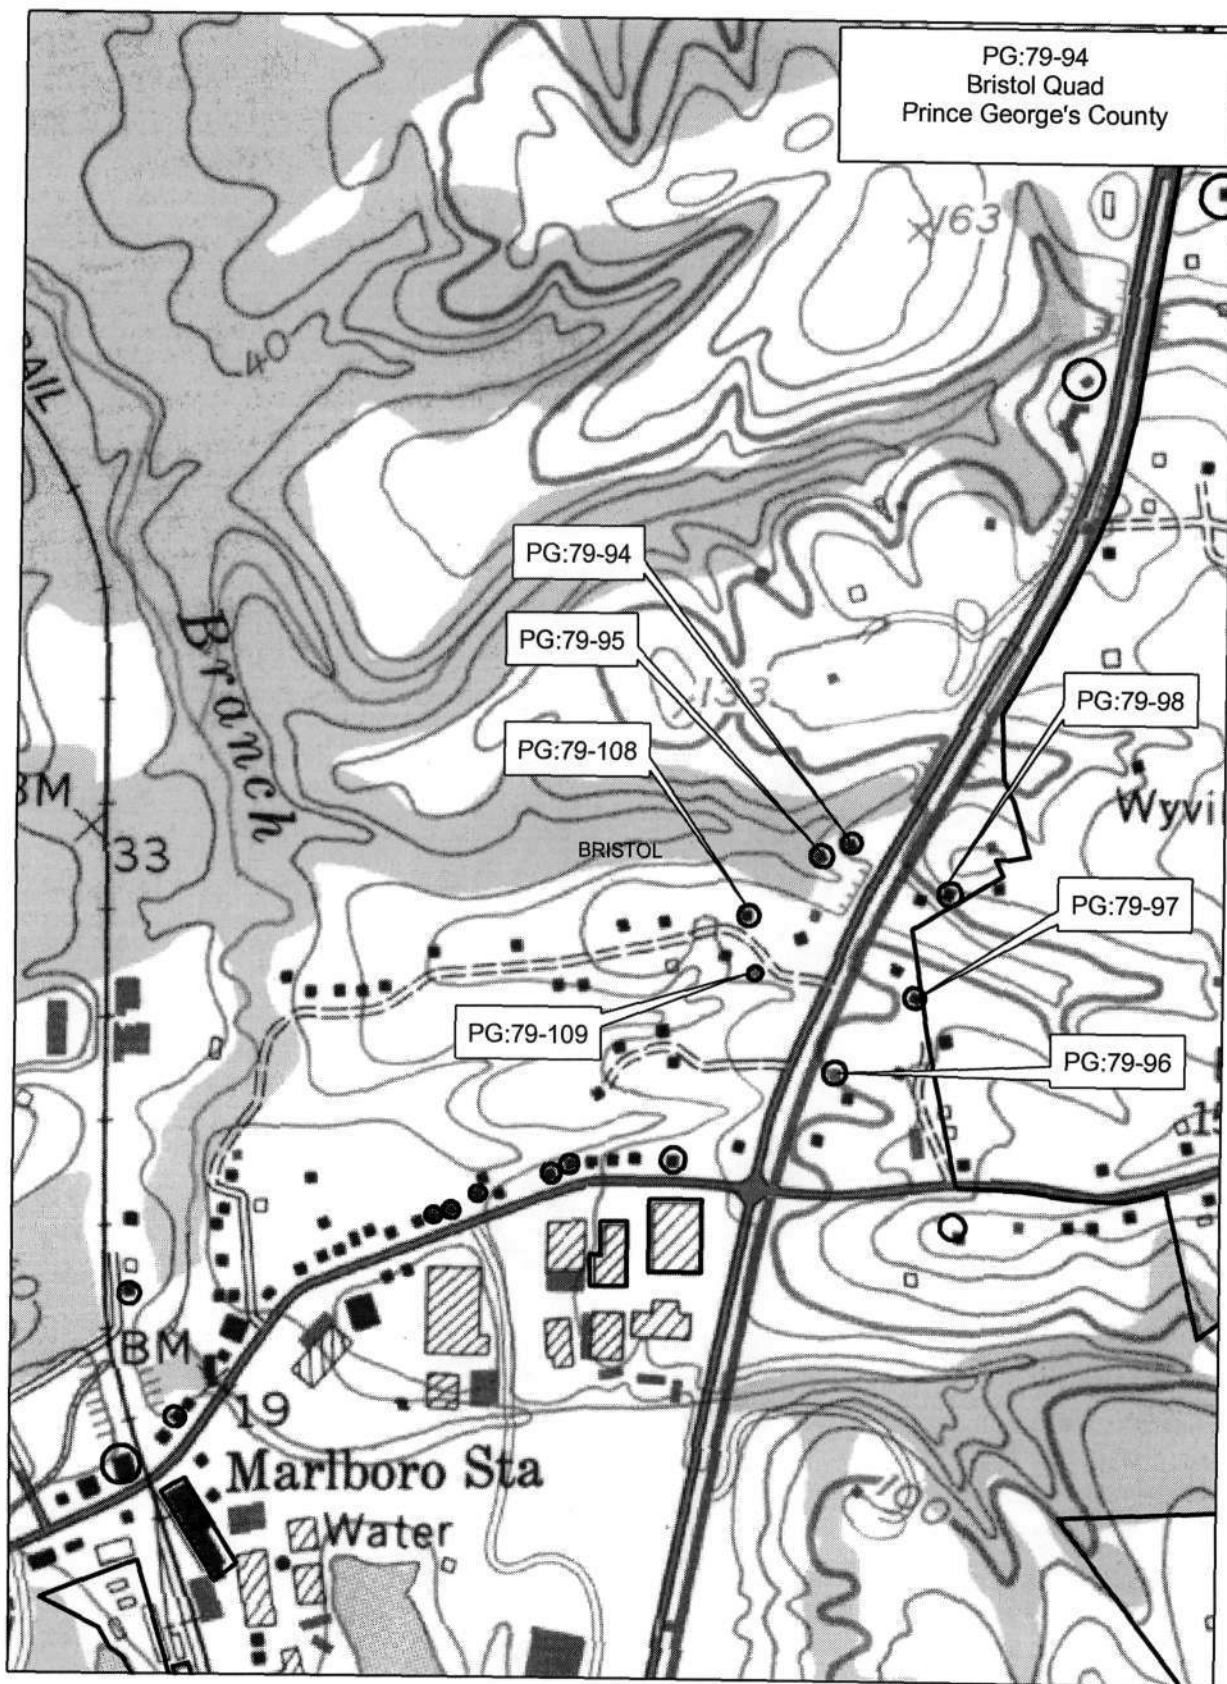 PG:79-94
Bristol Quad
Prince George's County
163
40
PG:79-94
PG:79-95
133
PG:79-98
Branch
PG:79-108
BM
Wyvi
33
BRISTOL
PG:79-97
PG:79-109
PG:79-96
15
BM
19
Marlboro Sta
100
Water